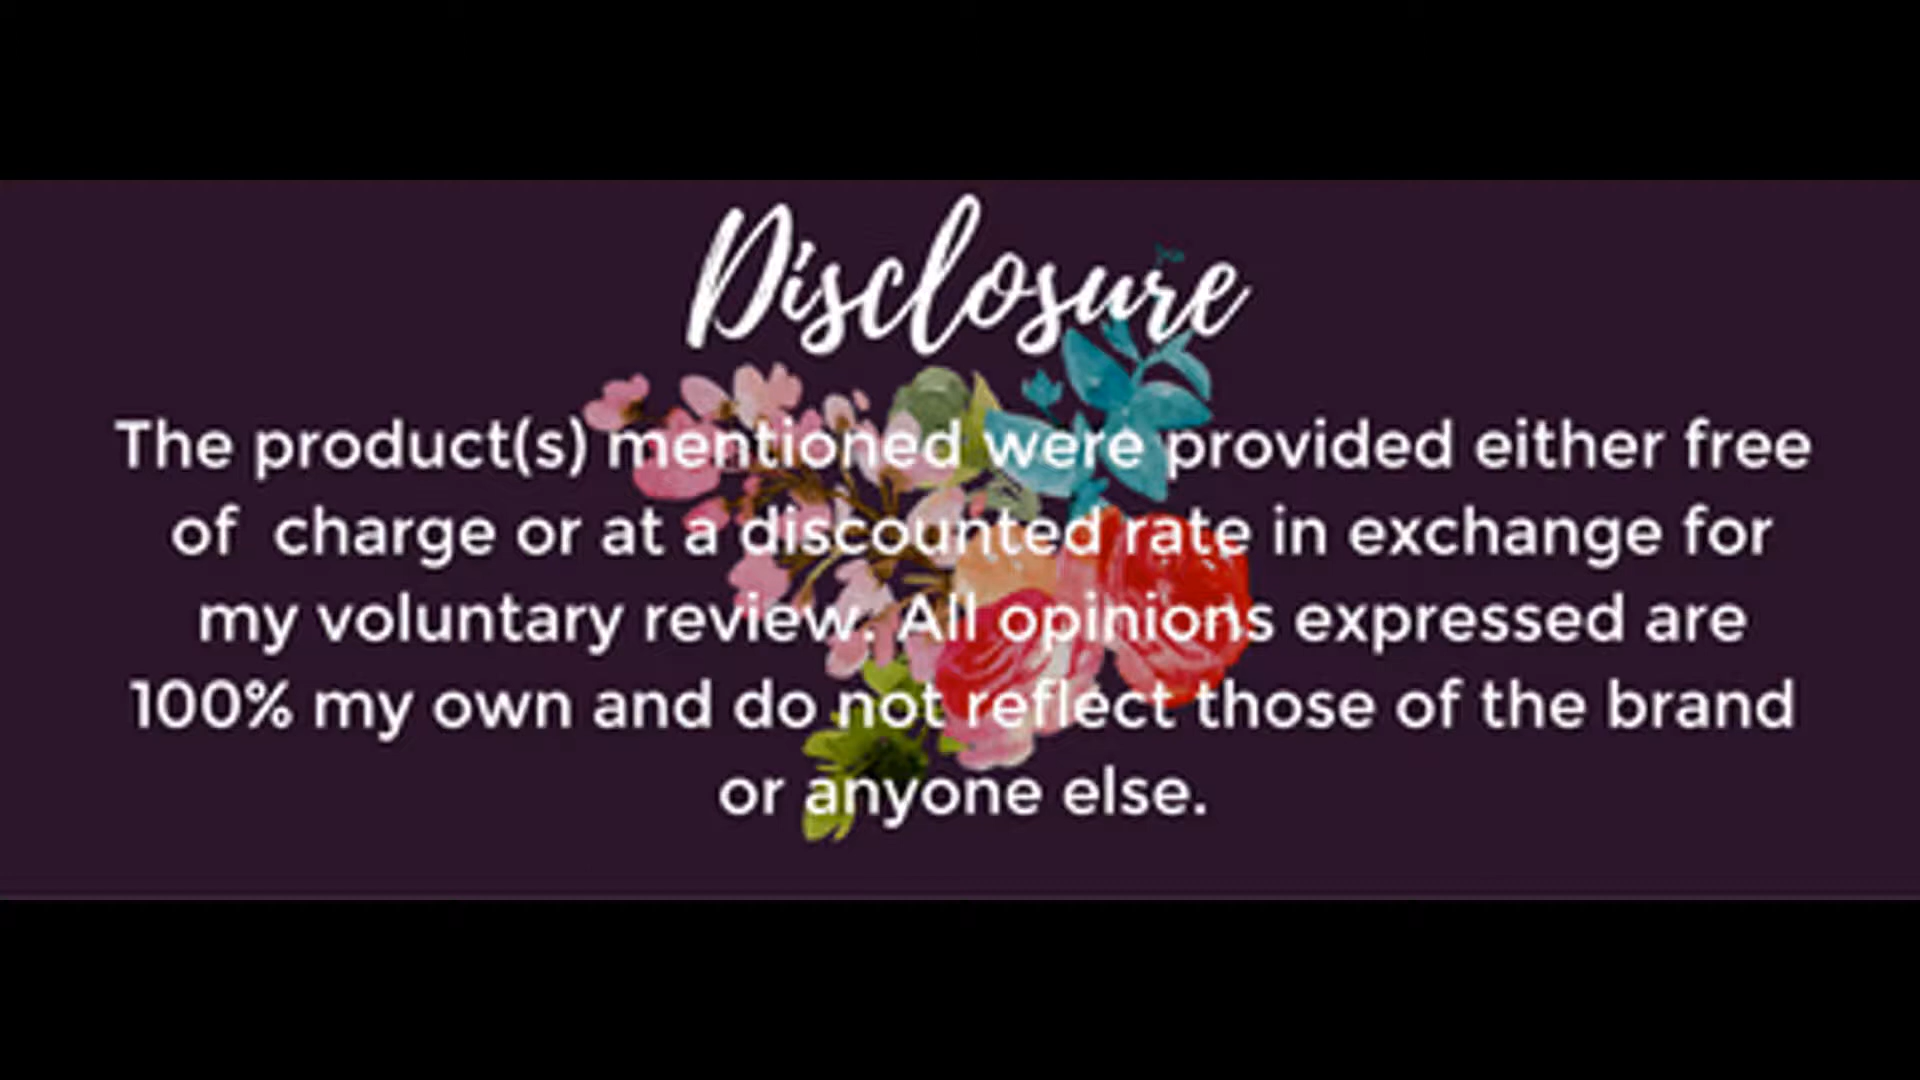 Disclosure
The product(s) mentioned were provided either free
of charge or at a discounted rate in exchange for
my voluntary review. All opinions expressed are
100% my own and do not reflect those of the brand
or anyone else.